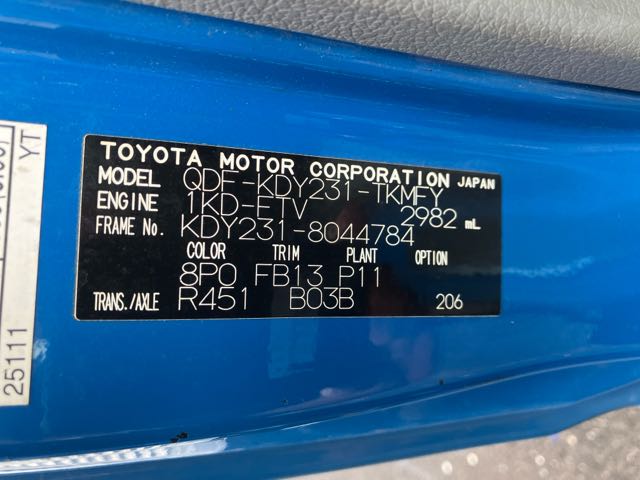 TOYOTA MOTOR CORPORATION JAPAN
MODEL QDF-KDY231-TKMFY
ENGINE 1KD-FTV 2982 mL
FRAME NO. KDY231-8044784
COLOR TRIM PLANT OPTION
8P0 FB13 P11
TRANS./AXLE R451 B03B 206
YT
25111